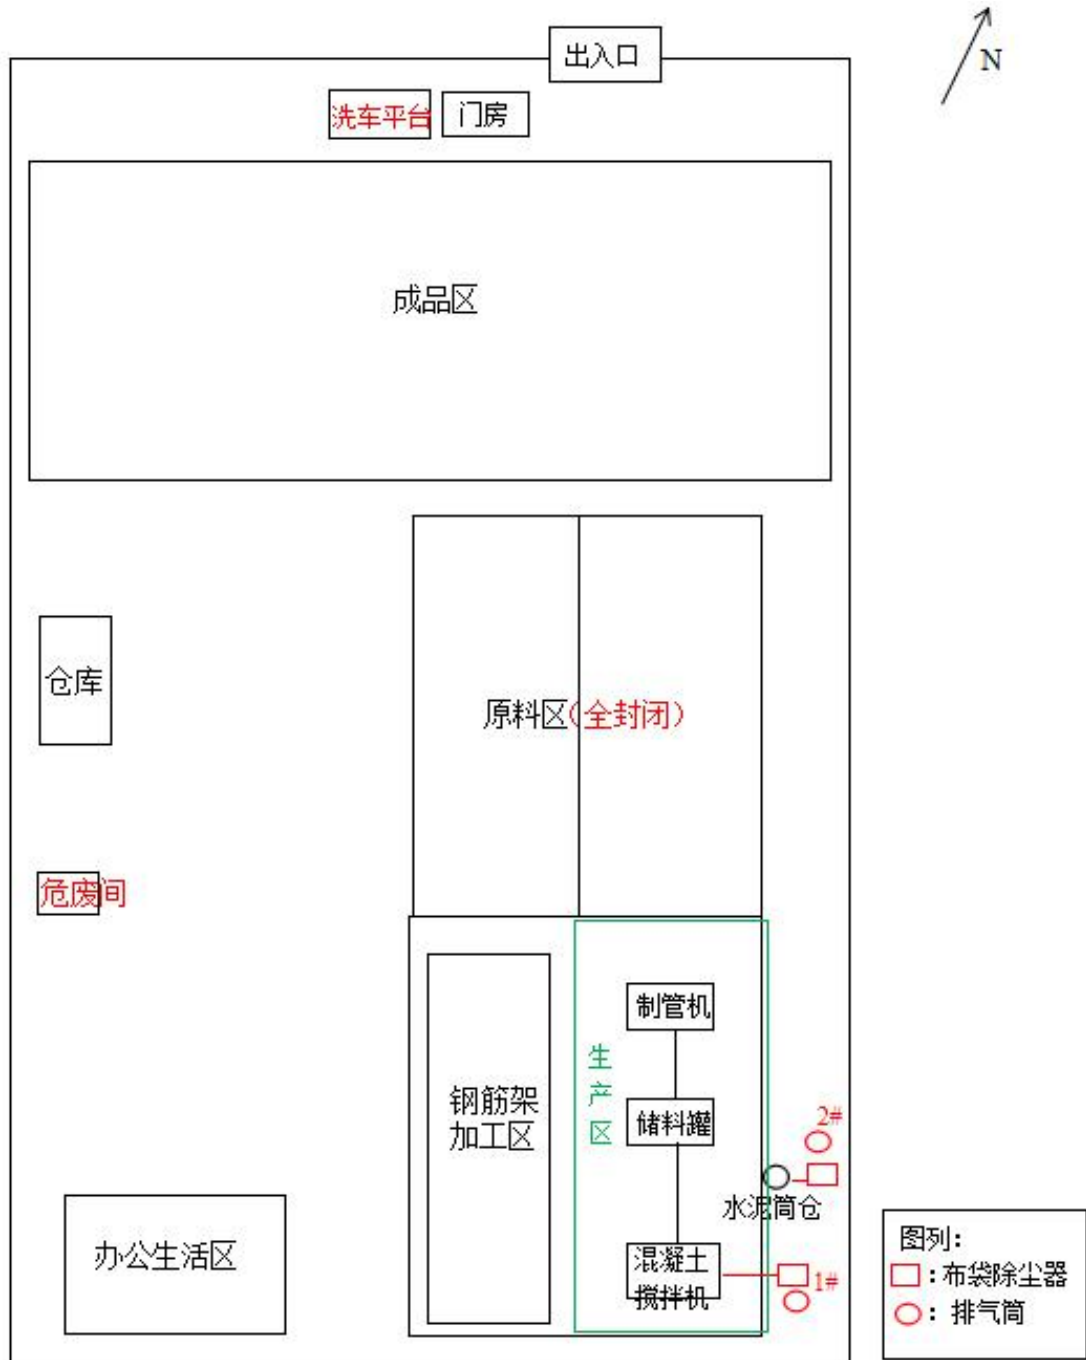 出入口
N
洗车平台
门房
成品区
仓库
原料区(全封闭)
危废间
制管机
生产区
钢筋架
加工区
储料罐
2#
水泥筒仓
办公生活区
混凝土
搅拌机
1#
图列:
:布袋除尘器
:排气筒